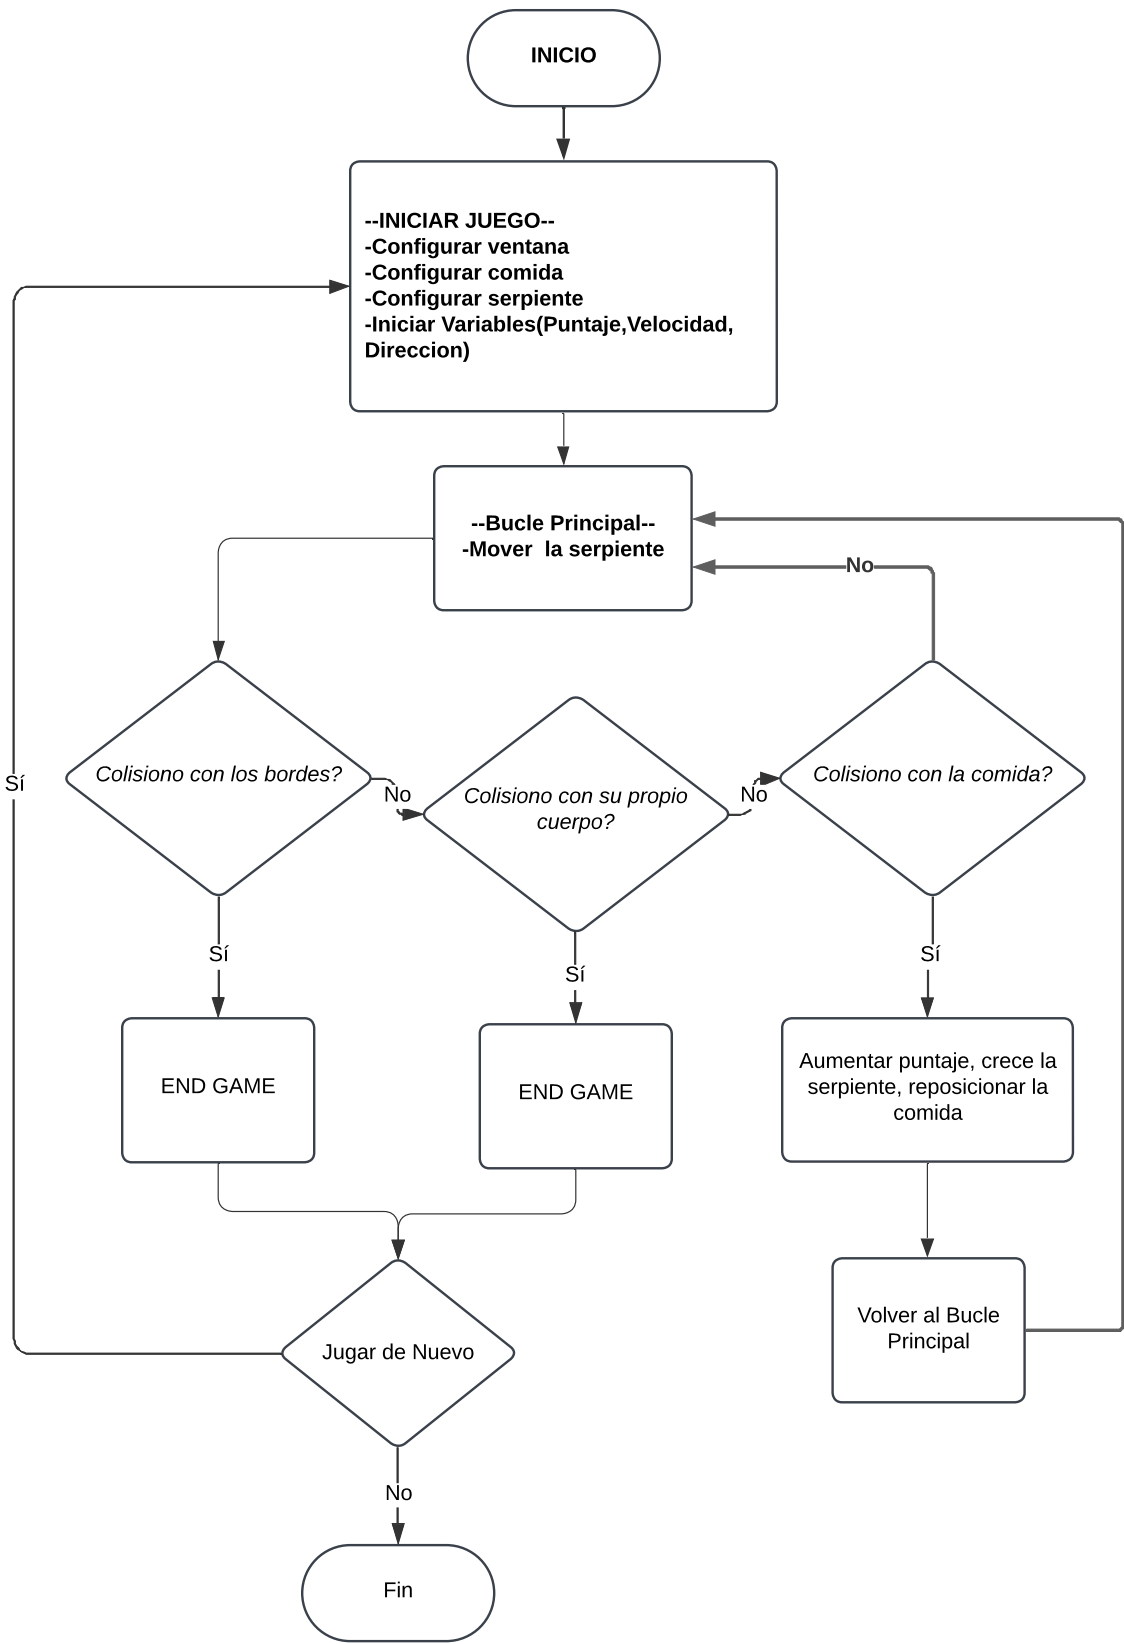 INICIO
--INICIAR JUEGO--
-Configurar ventana
-Configurar comida
-Configurar serpiente
-Iniciar Variables(Puntaje,Velocidad,
Direccion)
--Bucle Principal--
-Mover  la serpiente
No
Colisiono con los bordes?
No
Colisiono con su propio
cuerpo?
No
Colisiono con la comida?
Sí
Sí
Sí
Sí
END GAME
END GAME
Aumentar puntaje, crece la
serpiente, reposicionar la
comida
Jugar de Nuevo
Volver al Bucle
Principal
No
Fin